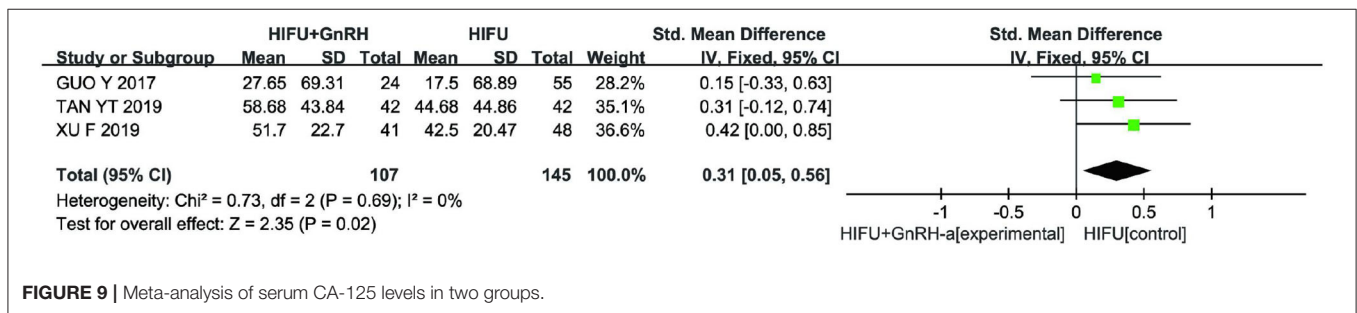 HIFU+GnRH HIFU Std. Mean Difference Std. Mean Difference
Study or Subgroup Mean SD Total Mean SD Total Weight IV, Fixed, 95% CI IV, Fixed, 95% CI
GUO Y 2017 27.65 69.31 24 17.5 68.89 55 28.2% 0.15 [-0.33, 0.63]
TAN YT 2019 58.68 43.84 42 44.68 44.86 42 35.1% 0.31 [-0.12, 0.74]
XU F 2019 51.7 22.7 41 42.5 20.47 48 36.6% 0.42 [0.00, 0.85]
Total (95% CI) 107 145 100.0% 0.31 [0.05, 0.56]
Heterogeneity: Chi² = 0.73, df = 2 (P = 0.69); I² = 0%
Test for overall effect: Z = 2.35 (P = 0.02)
-1 -0.5 0 0.5 1
HIFU+GnRH-a[experimental] HIFU[control]
FIGURE 9 | Meta-analysis of serum CA-125 levels in two groups.